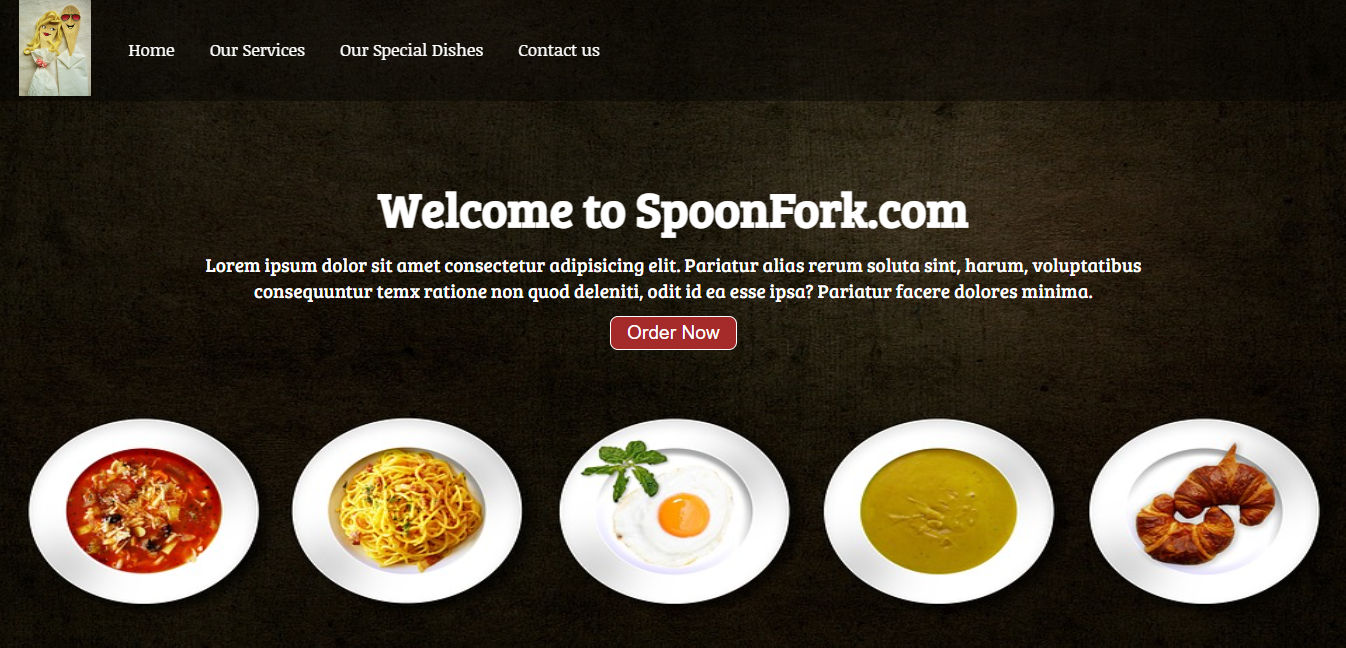 Home Our Services Our Special Dishes Contact us
Welcome to SpoonFork.com
Lorem ipsum dolor sit amet consectetur adipisicing elit. Pariatur alias rerum soluta sint, harum, voluptatibus
consequuntur temx ratione non quod deleniti, odit id ea esse ipsa? Pariatur facere dolores minima.
Order Now